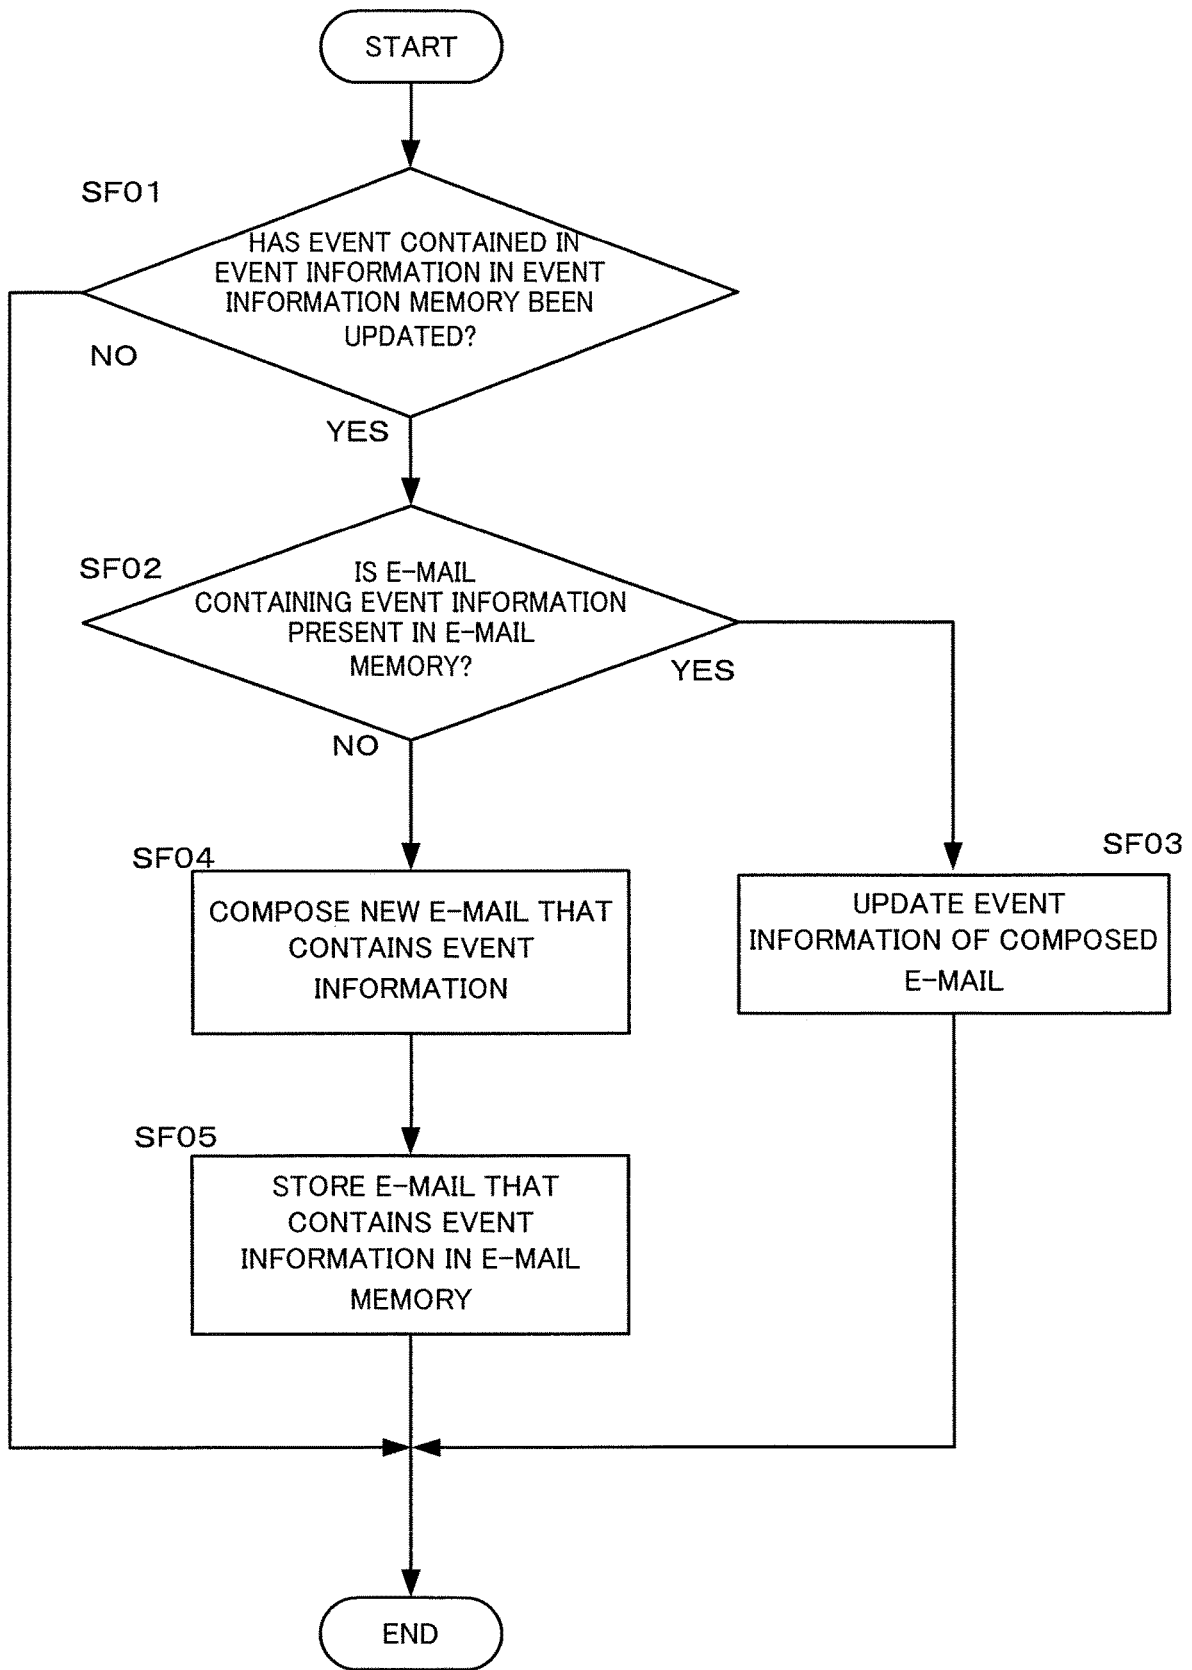 START
SF01
HAS EVENT CONTAINED IN
EVENT INFORMATION IN EVENT
INFORMATION MEMORY BEEN
UPDATED?
NO
YES
SF02
IS E-MAIL
CONTAINING EVENT INFORMATION
PRESENT IN E-MAIL
MEMORY?
YES
NO
SF04
COMPOSE NEW E-MAIL THAT
CONTAINS EVENT
INFORMATION
SF03
UPDATE EVENT
INFORMATION OF COMPOSED
E-MAIL
SF05
STORE E-MAIL THAT
CONTAINS EVENT
INFORMATION IN E-MAIL
MEMORY
END